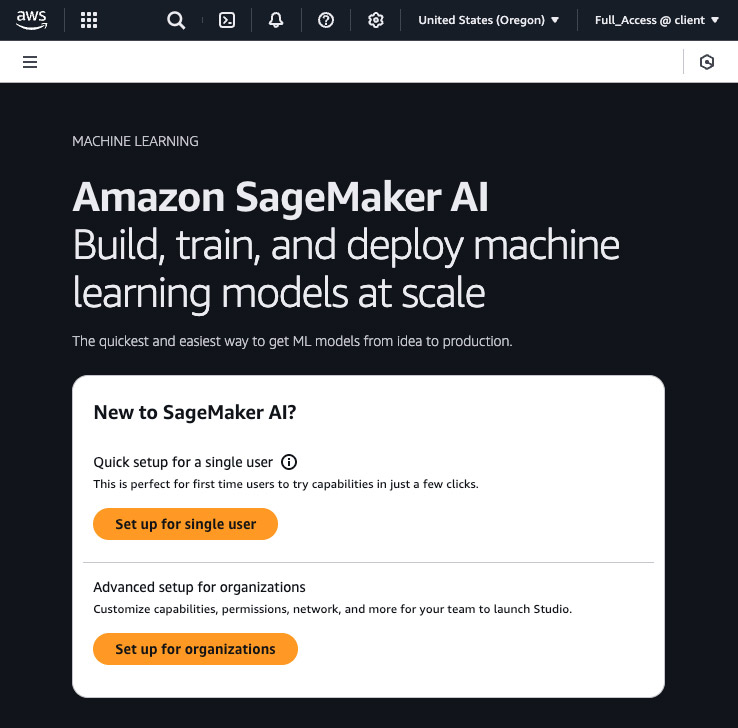 aws
United States (Oregon)
Full_Access @ client
MACHINE LEARNING
Amazon SageMaker AI
Build, train, and deploy machine
learning models at scale
The quickest and easiest way to get ML models from idea to production.
New to SageMaker AI?
Quick setup for a single user
This is perfect for first time users to try capabilities in just a few clicks.
Set up for single user
Advanced setup for organizations
Customize capabilities, permissions, network, and more for your team to launch Studio.
Set up for organizations